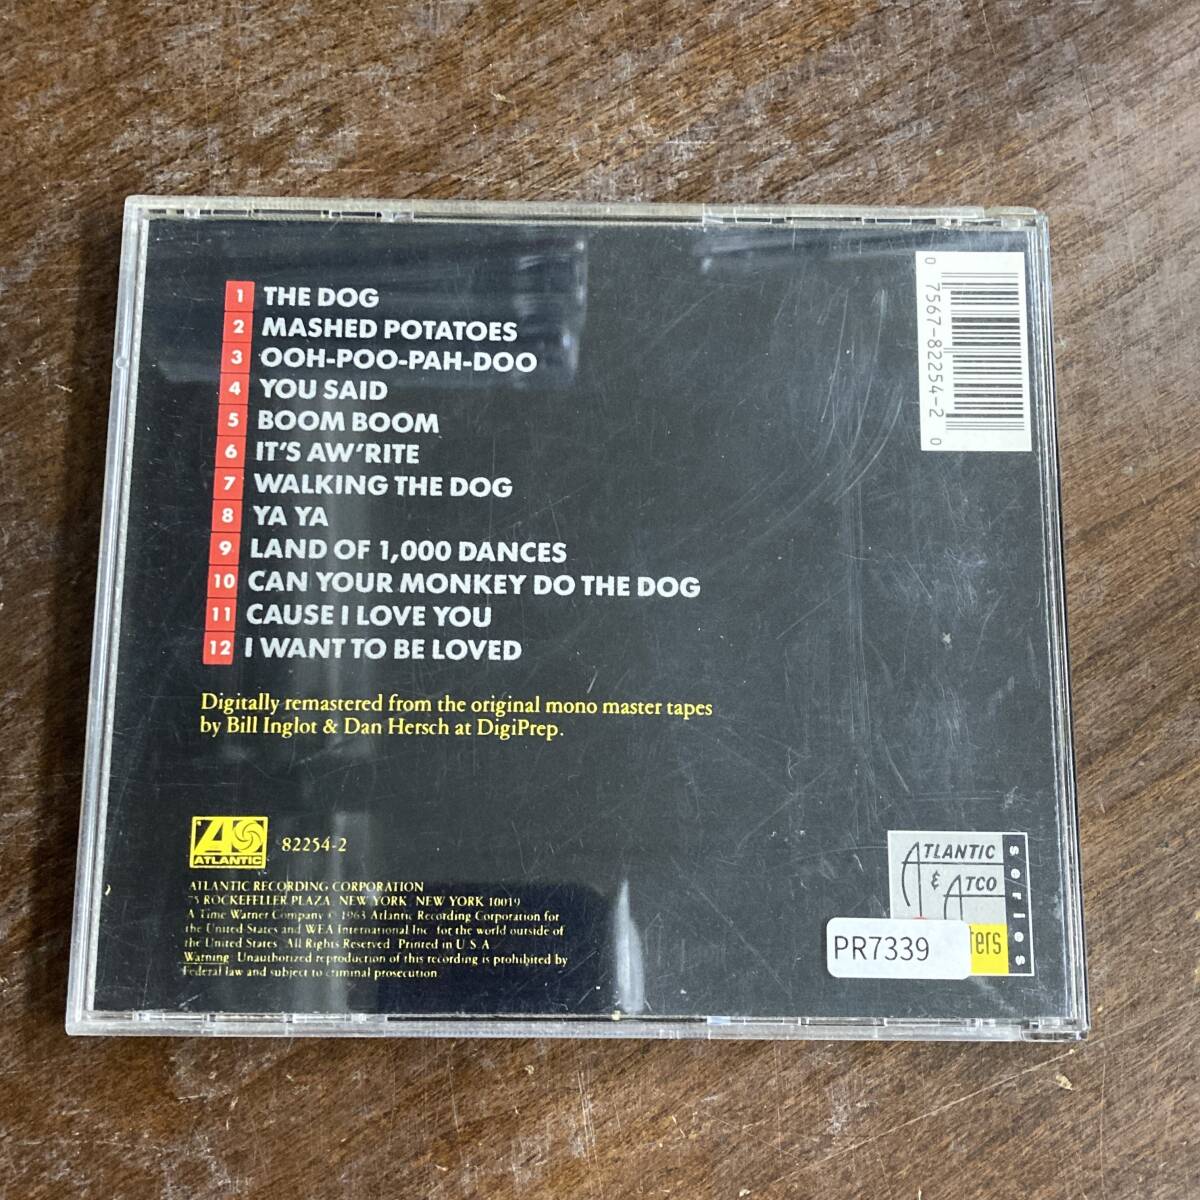 1 THE DOG
2 MASHED POTATOES
3 OOH-POO-PAH-DOO
4 YOU SAID
5 BOOM BOOM
6 IT'S AW'RITE
7 WALKING THE DOG
8 YA YA
9 LAND OF 1,000 DANCES
10 CAN YOUR MONKEY DO THE DOG
11 CAUSE I LOVE YOU
12 I WANT TO BE LOVED
Digitally remastered from the original mono master tapes
by Bill Inglot & Dan Hersch at DigiPrep.
ATLANTIC
82254-2
ATLANTIC RECORDING CORPORATION
75 ROCKEFELLER PLAZA NEW YORK NEW YORK 10019
A Time Warner Company © 1963 Atlantic Recording Corporation for
the United States and WEA International Inc. for the world outside of
the United States. All Rights Reserved. Printed in U.S.A.
Warning: Unauthorized reproduction of this recording is prohibited by
Federal law and subject to criminal prosecution.
0 7567-82254-2 0
ATLANTIC
& ATCO
series
PR7339